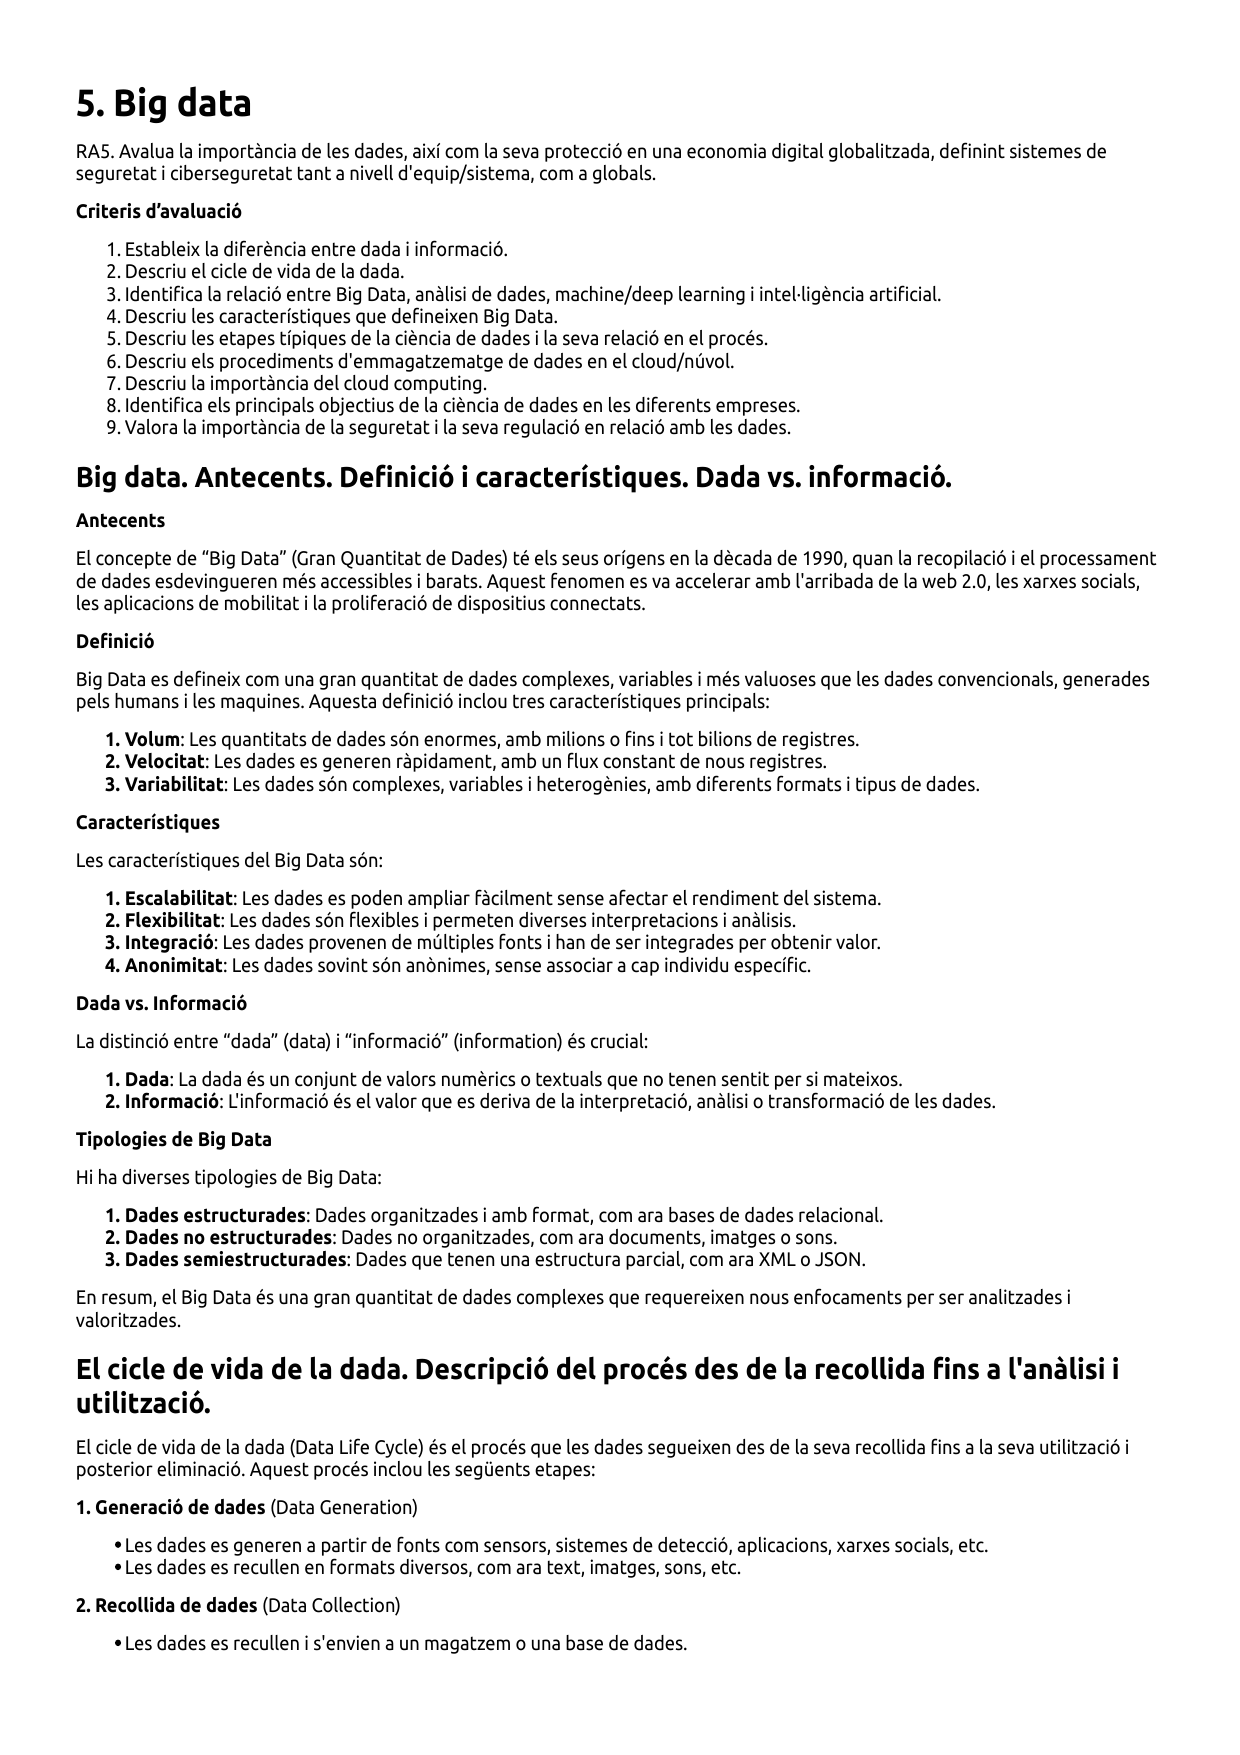 5. Big data
RA5. Avalua la importància de les dades, així com la seva protecció en una economia digital globalitzada, definint sistemes de
seguretat i ciberseguretat tant a nivell d'equip/sistema, com a globals.
Criteris d’avaluació
1. Estableix la diferència entre dada i informació.
2. Descriu el cicle de vida de la dada.
3. Identifica la relació entre Big Data, anàlisi de dades, machine/deep learning i intel·ligència artificial.
4. Descriu les característiques que defineixen Big Data.
5. Descriu les etapes típiques de la ciència de dades i la seva relació en el procés.
6. Descriu els procediments d'emmagatzematge de dades en el cloud/núvol.
7. Descriu la importància del cloud computing.
8. Identifica els principals objectius de la ciència de dades en les diferents empreses.
9. Valora la importància de la seguretat i la seva regulació en relació amb les dades.
Big data. Antecents. Definició i característiques. Dada vs. informació.
Antecents
El concepte de “Big Data” (Gran Quantitat de Dades) té els seus orígens en la dècada de 1990, quan la recopilació i el processament
de dades esdevingueren més accessibles i barats. Aquest fenomen es va accelerar amb l'arribada de la web 2.0, les xarxes socials,
les aplicacions de mobilitat i la proliferació de dispositius connectats.
Definició
Big Data es defineix com una gran quantitat de dades complexes, variables i més valuoses que les dades convencionals, generades
pels humans i les maquines. Aquesta definició inclou tres característiques principals:
1. Volum: Les quantitats de dades són enormes, amb milions o fins i tot bilions de registres.
2. Velocitat: Les dades es generen ràpidament, amb un flux constant de nous registres.
3. Variabilitat: Les dades són complexes, variables i heterogènies, amb diferents formats i tipus de dades.
Característiques
Les característiques del Big Data són:
1. Escalabilitat: Les dades es poden ampliar fàcilment sense afectar el rendiment del sistema.
2. Flexibilitat: Les dades són flexibles i permeten diverses interpretacions i anàlisis.
3. Integració: Les dades provenen de múltiples fonts i han de ser integrades per obtenir valor.
4. Anonimitat: Les dades sovint són anònimes, sense associar a cap individu específic.
Dada vs. Informació
La distinció entre “dada” (data) i “informació” (information) és crucial:
1. Dada: La dada és un conjunt de valors numèrics o textuals que no tenen sentit per si mateixos.
2. Informació: L'informació és el valor que es deriva de la interpretació, anàlisi o transformació de les dades.
Tipologies de Big Data
Hi ha diverses tipologies de Big Data:
1. Dades estructurades: Dades organitzades i amb format, com ara bases de dades relacional.
2. Dades no estructurades: Dades no organitzades, com ara documents, imatges o sons.
3. Dades semiestructurades: Dades que tenen una estructura parcial, com ara XML o JSON.
En resum, el Big Data és una gran quantitat de dades complexes que requereixen nous enfocaments per ser analitzades i
valoritzades.
El cicle de vida de la dada. Descripció del procés des de la recollida fins a l'anàlisi i
utilització.
El cicle de vida de la dada (Data Life Cycle) és el procés que les dades segueixen des de la seva recollida fins a la seva utilització i
posterior eliminació. Aquest procés inclou les següents etapes:
1. Generació de dades (Data Generation)
• Les dades es generen a partir de fonts com sensors, sistemes de detecció, aplicacions, xarxes socials, etc.
• Les dades es recullen en formats diversos, com ara text, imatges, sons, etc.
2. Recollida de dades (Data Collection)
• Les dades es recullen i s'envien a un magatzem o una base de dades.